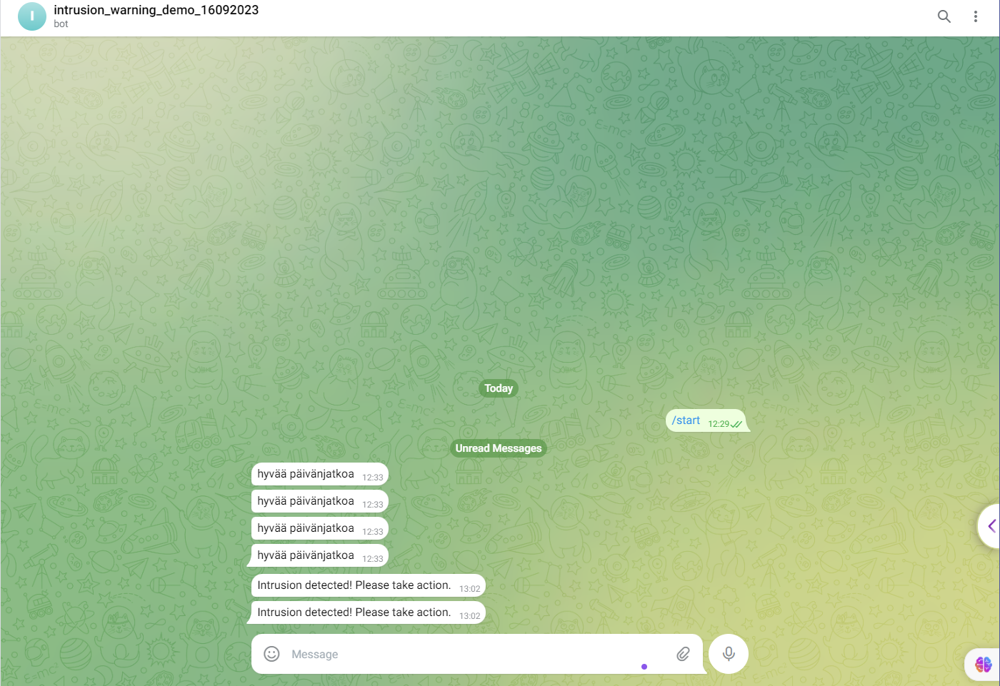 I
intrusion_warning_demo_16092023
bot
Today
/start 12:29
Unread Messages
hyvää päivänjatkoa 12:33
hyvää päivänjatkoa 12:33
hyvää päivänjatkoa 12:33
hyvää päivänjatkoa 12:33
Intrusion detected! Please take action. 13:02
Intrusion detected! Please take action. 13:02
Message